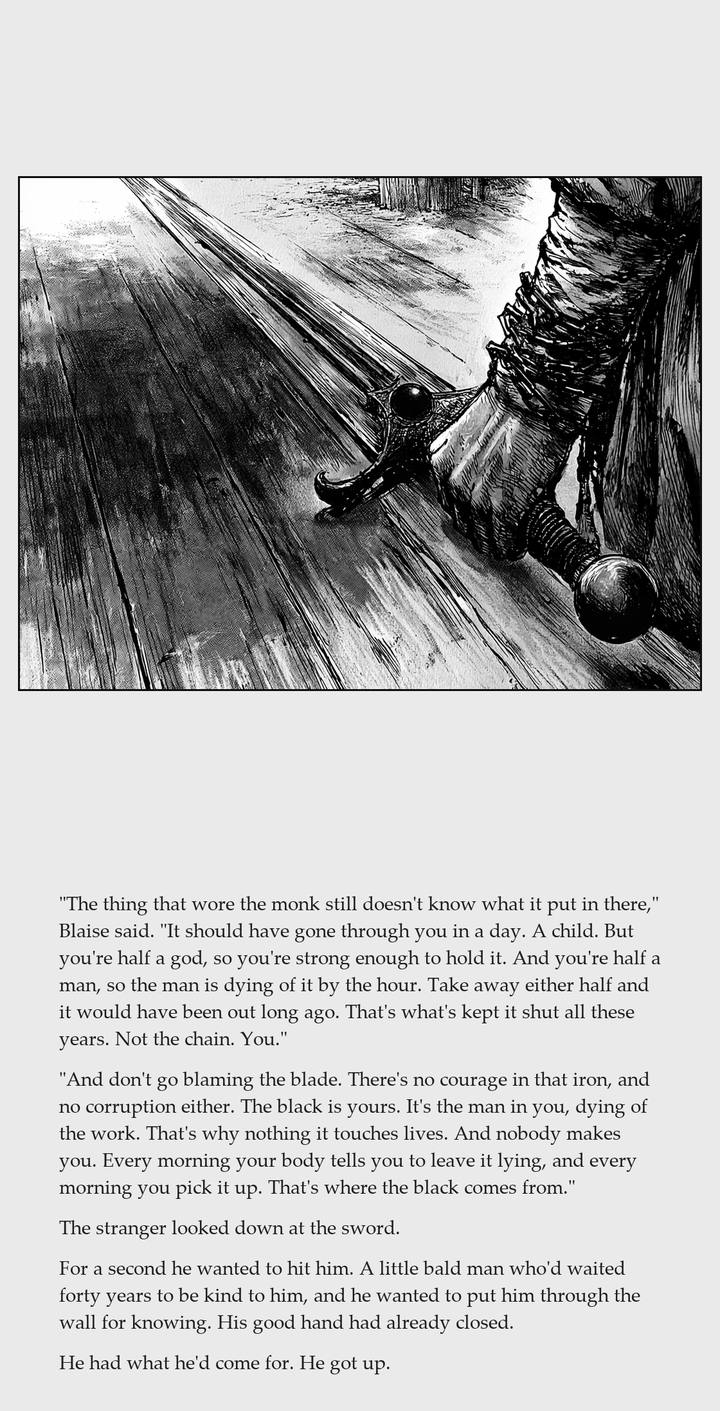 "The thing that wore the monk still doesn't know what it put in there,"
Blaise said. "It should have gone through you in a day. A child. But
you're half a god, so you're strong enough to hold it. And you're half a
man, so the man is dying of it by the hour. Take away either half and
it would have been out long ago. That's what's kept it shut all these
years. Not the chain. You."
"And don't go blaming the blade. There's no courage in that iron, and
no corruption either. The black is yours. It's the man in you, dying of
the work. That's why nothing it touches lives. And nobody makes
you. Every morning your body tells you to leave it lying, and every
morning you pick it up. That's where the black comes from."
The stranger looked down at the sword.
For a second he wanted to hit him. A little bald man who'd waited
forty years to be kind to him, and he wanted to put him through the
wall for knowing. His good hand had already closed.
He had what he'd come for. He got up.